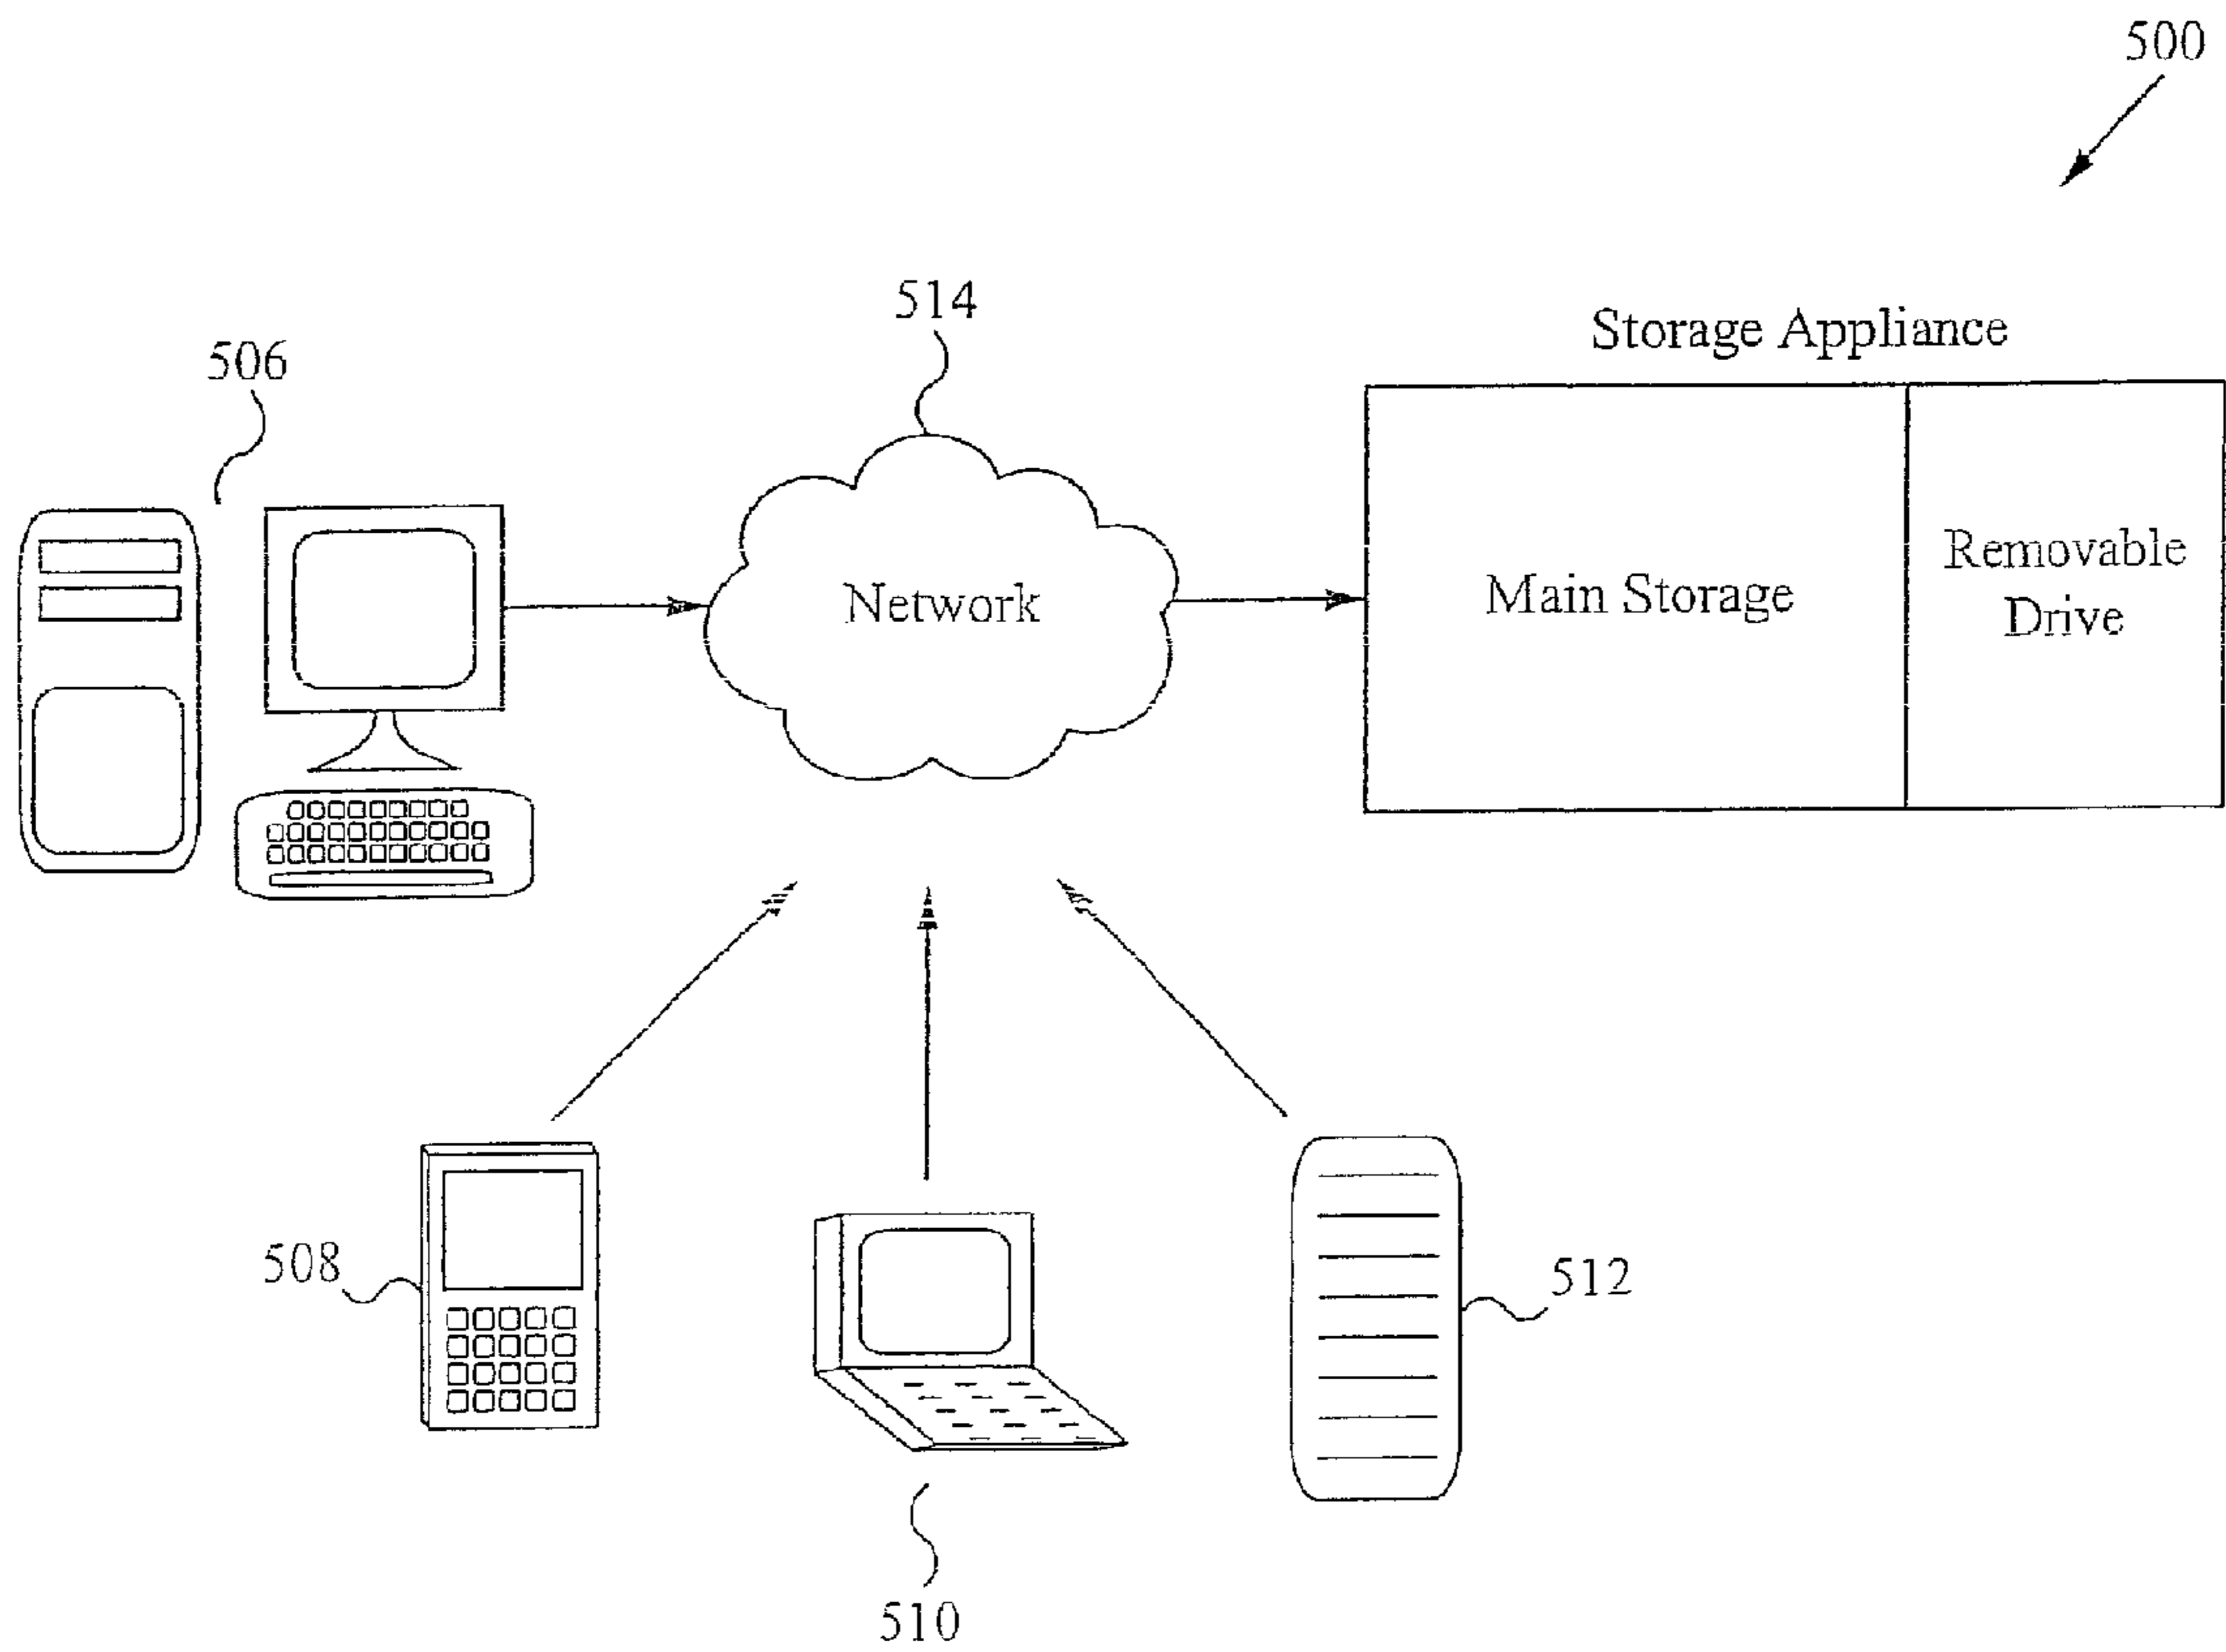 500
514
Storage Appliance
506
Removable
Drive
Main Storage
Network
508
512
510